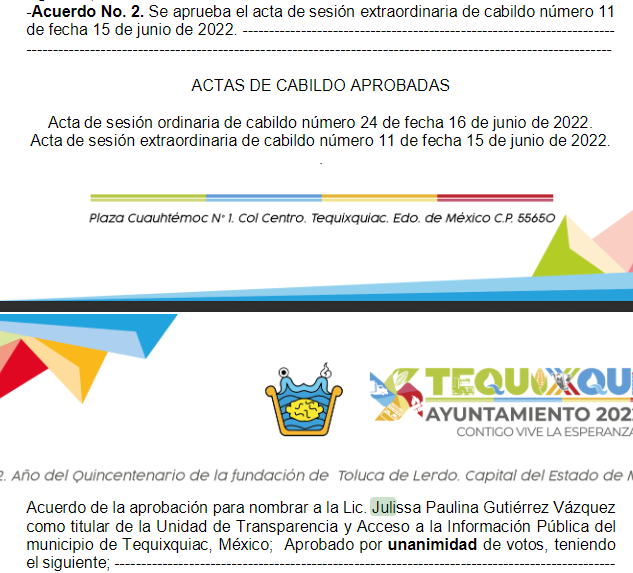 -Acuerdo No. 2. Se aprueba el acta de sesión extraordinaria de cabildo número 11
de fecha 15 de junio de 2022. ------------------------------------------------------------------------
----------------------------------------------------------------------------------------------------------------
ACTAS DE CABILDO APROBADAS
Acta de sesión ordinaria de cabildo número 24 de fecha 16 de junio de 2022.
Acta de sesión extraordinaria de cabildo número 11 de fecha 15 de junio de 2022.
.
Plaza Cuauhtémoc N° 1. Col Centro. Tequixquiac. Edo. de México C.P. 55650
TEQUIXQU
AYUNTAMIENTO 202
CONTIGO VIVE LA ESPERANZA
2. Año del Quincentenario de la fundación de Toluca de Lerdo. Capital del Estado de M
Acuerdo de la aprobación para nombrar a la Lic. Julissa Paulina Gutiérrez Vázquez
como titular de la Unidad de Transparencia y Acceso a la Información Pública del
municipio de Tequixquiac, México; Aprobado por unanimidad de votos, teniendo
el siguiente; ------------------------------------------------------------------------------------------------